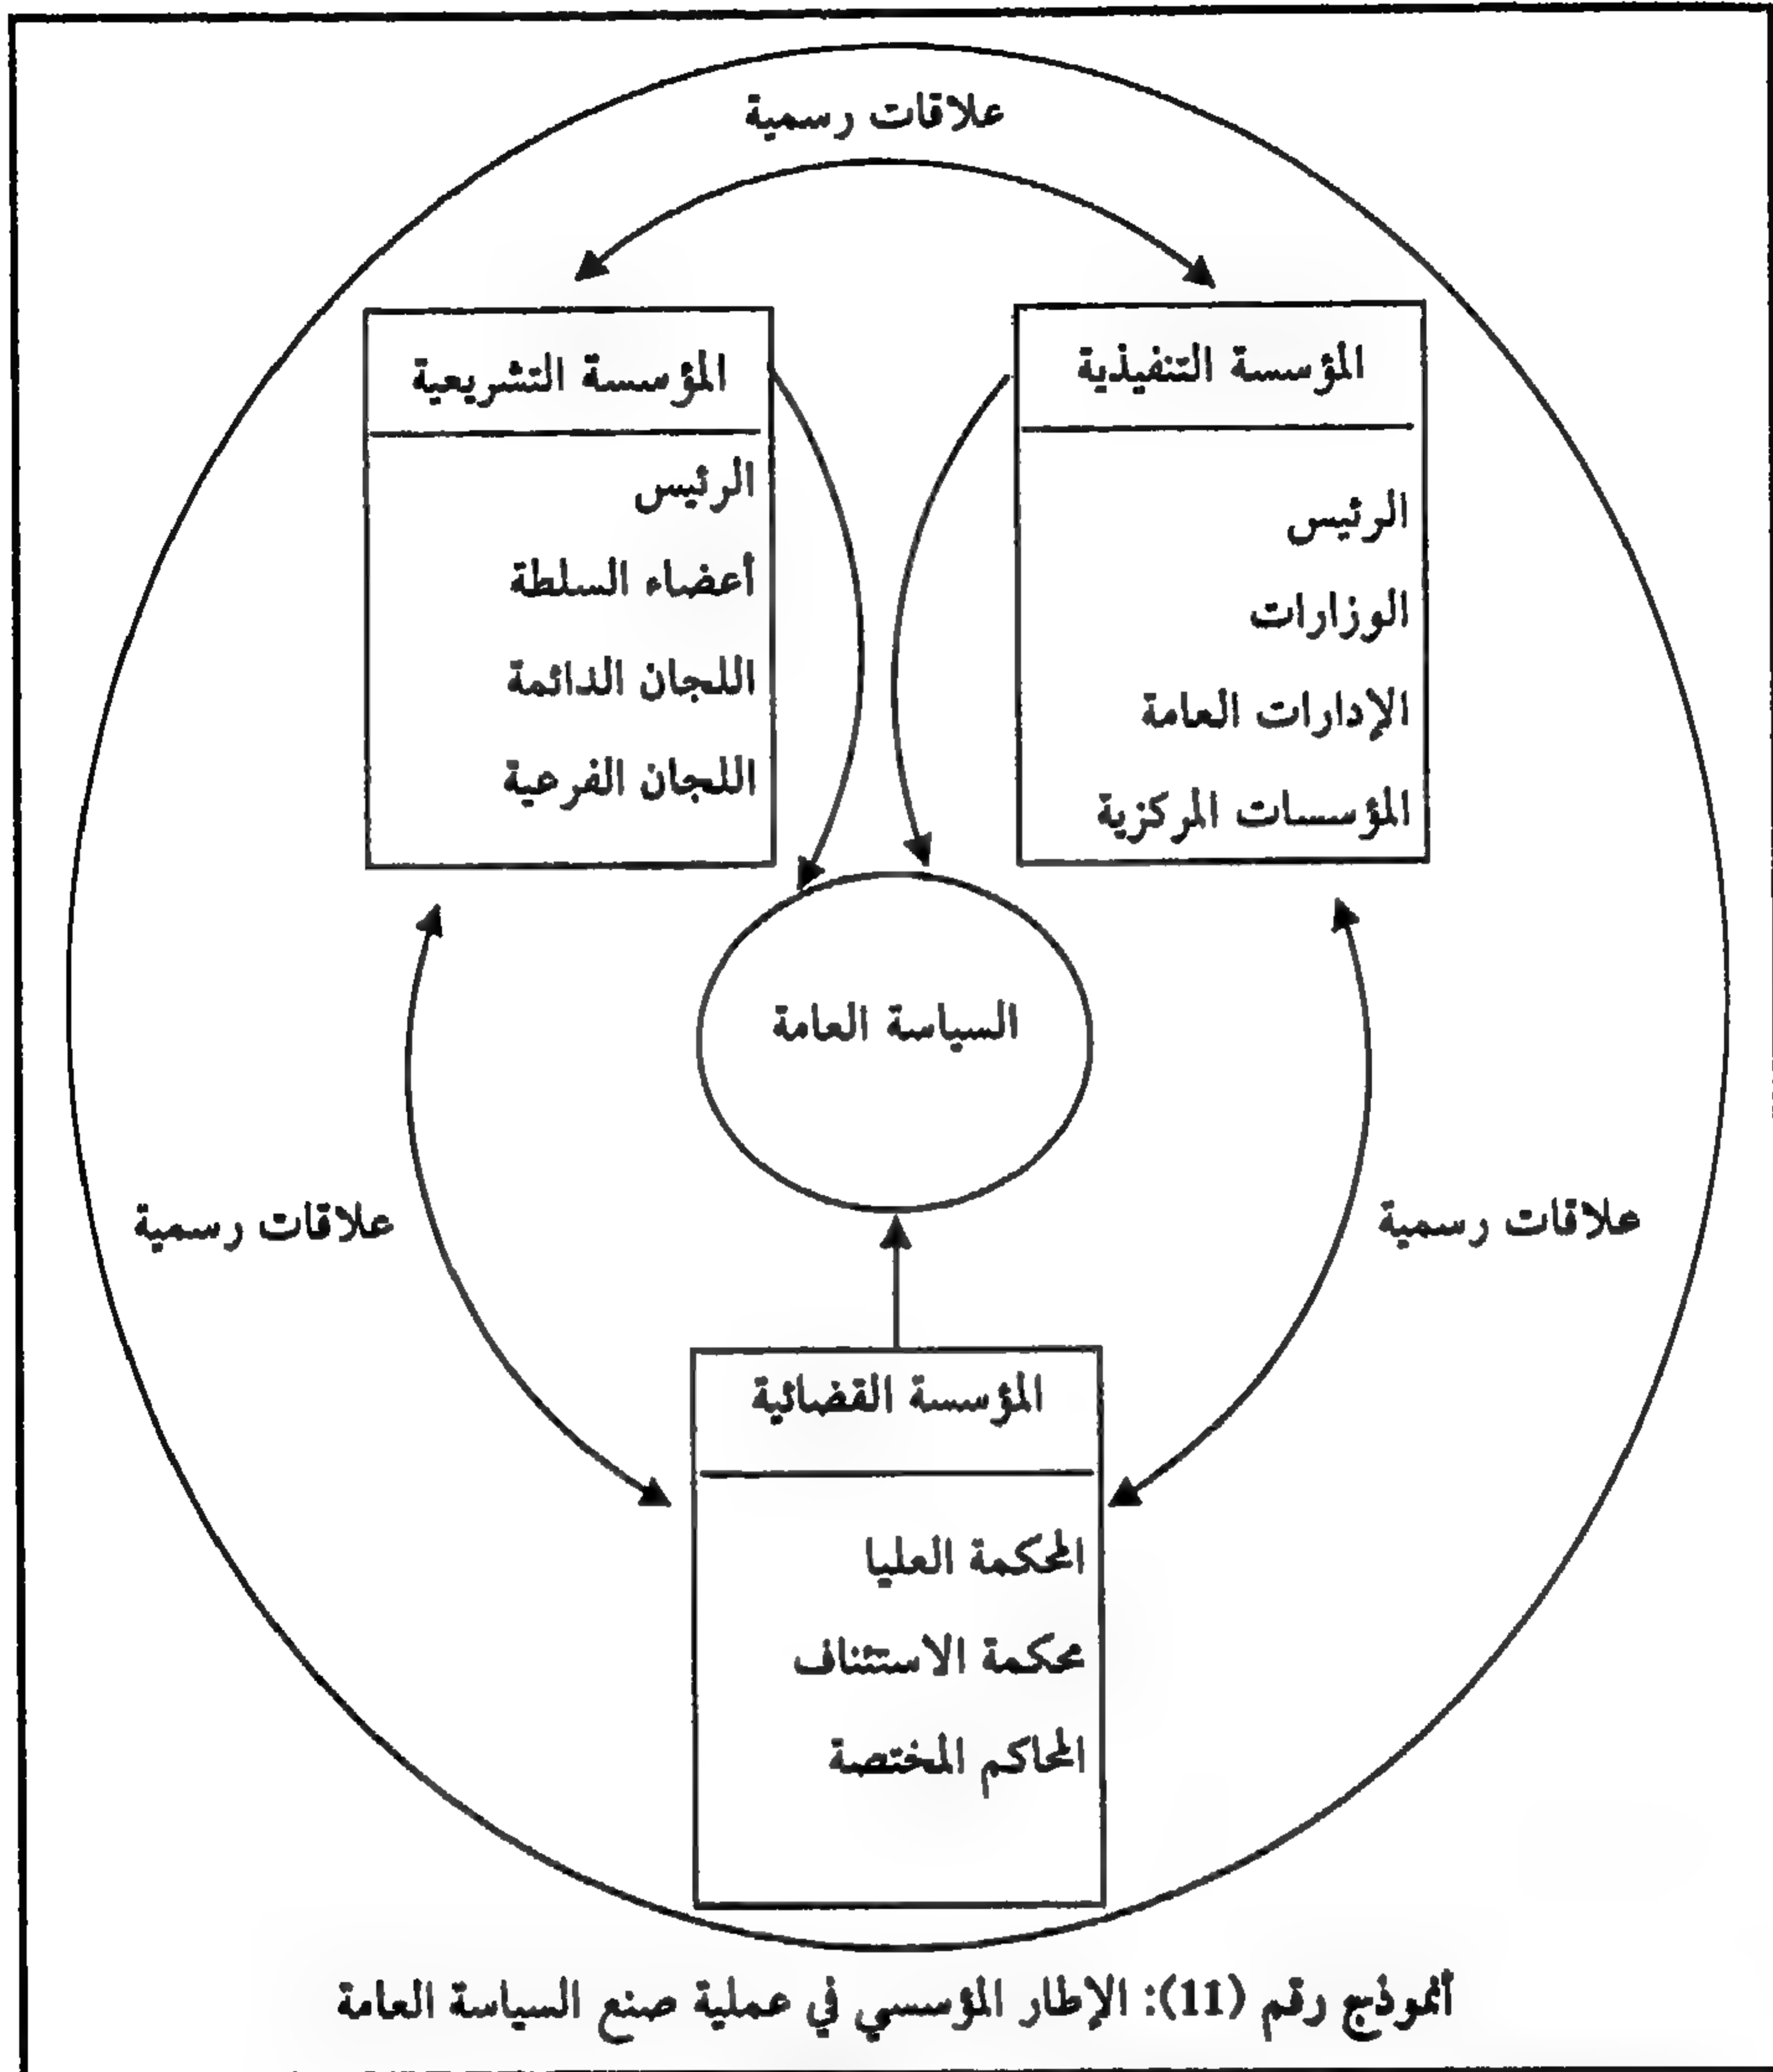 علاقات رسمية
المؤسسة التنفيذية
الرئيس
الوزارات
الإدارات العامة
المؤسسات المركزية
المؤسسة التشريعية
الرئيس
أعضاء السلطة
اللجان الدائمة
اللجان الفرعية
السياسة العامة
علاقات رسمية
علاقات رسمية
المؤسسة القضائية
المحكمة العليا
محكمة الاستئناف
المحاكم المختصة
أنموذج رقم (11): الإطار المؤسسي في عملية صنع السياسة العامة